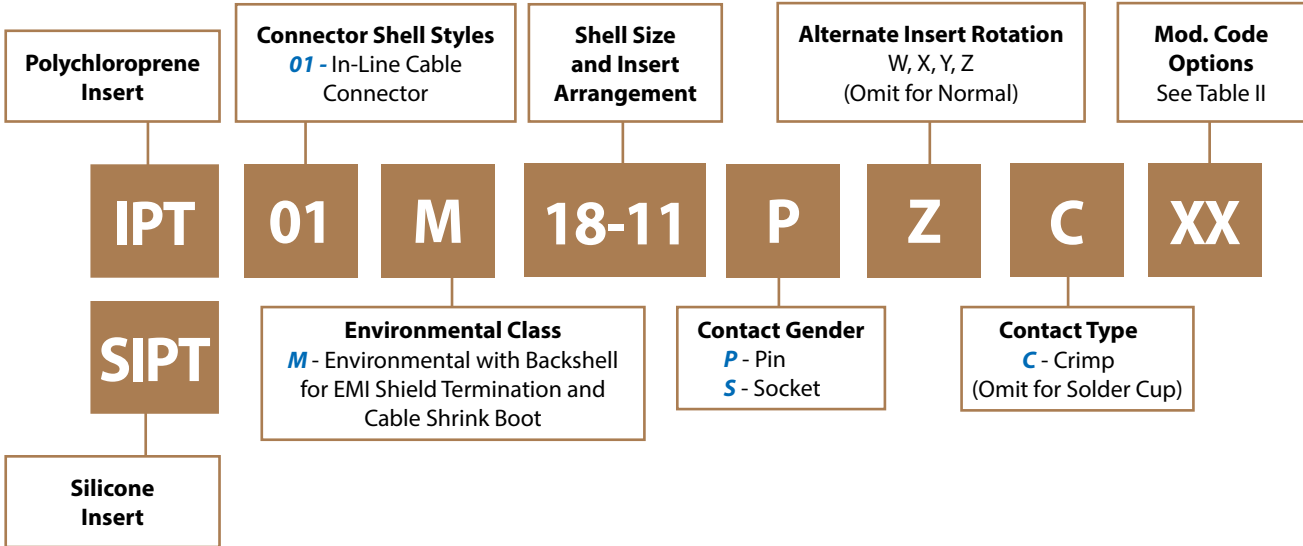 Polychloroprene
Insert
Connector Shell Styles
01 - In-Line Cable
Connector
Shell Size
and Insert
Arrangement
Alternate Insert Rotation
W, X, Y, Z
(Omit for Normal)
Mod. Code
Options
See Table II
IPT 01 M 18-11 P Z C XX
SIPT
Environmental Class
M - Environmental with Backshell
for EMI Shield Termination and
Cable Shrink Boot
Contact Gender
P - Pin
S - Socket
Contact Type
C - Crimp
(Omit for Solder Cup)
Silicone
Insert